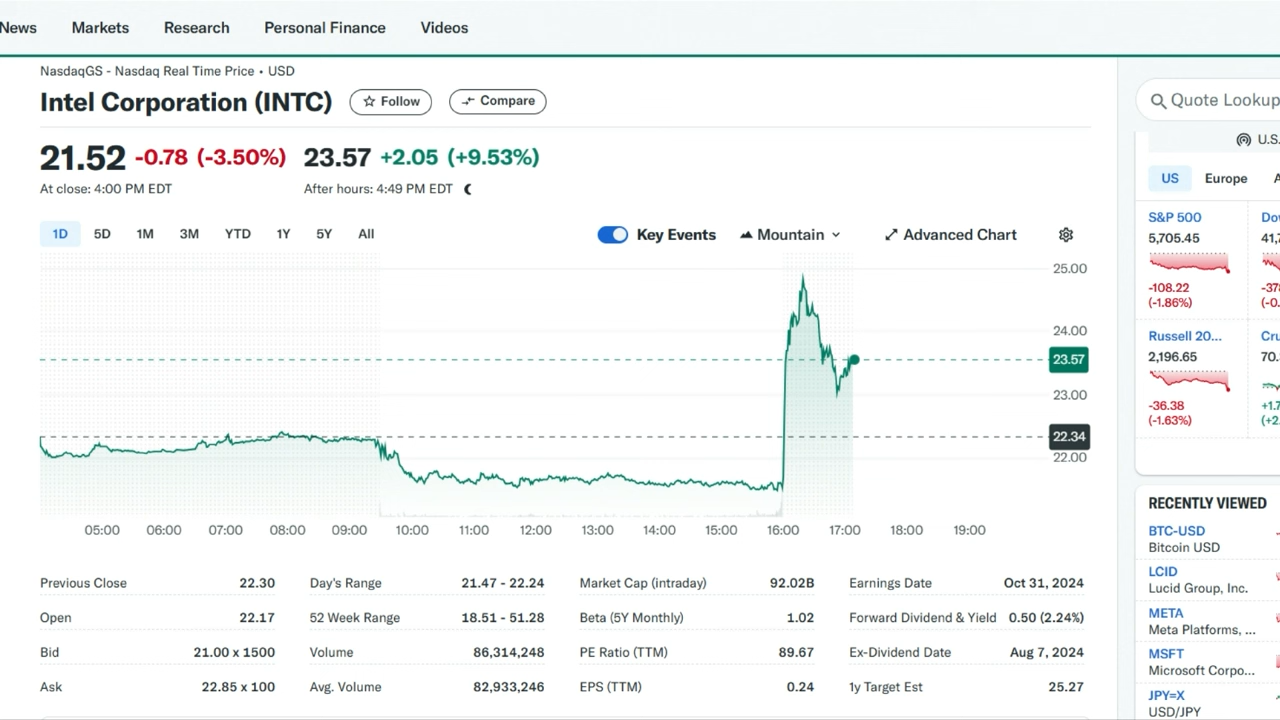 News Markets Research Personal Finance Videos
NasdaqGS - Nasdaq Real Time Price • USD
Intel Corporation (INTC) Follow Compare
Quote Lookup
U.S.
21.52 -0.78 (-3.50%) 23.57 +2.05 (+9.53%)
At close: 4:00 PM EDT After hours: 4:49 PM EDT
US Europe A
1D 5D 1M 3M YTD 1Y 5Y All Key Events Mountain Advanced Chart
25.00
24.00
23.57
23.00
22.34
22.00
05:00 06:00 07:00 08:00 09:00 10:00 11:00 12:00 13:00 14:00 15:00 16:00 17:00 18:00 19:00
S&P 500
5,705.45
-108.22
(-1.86%)
Dov
41,7
-378
(-0.
Russell 20...
2,196.65
-36.38
(-1.63%)
Cru
70.
+1.7
(+2.
Previous Close 22.30
Open 22.17
Bid 21.00 x 1500
Ask 22.85 x 100
Day's Range 21.47 - 22.24
52 Week Range 18.51 - 51.28
Volume 86,314,248
Avg. Volume 82,933,246
Market Cap (intraday) 92.02B
Beta (5Y Monthly) 1.02
PE Ratio (TTM) 89.67
EPS (TTM) 0.24
Earnings Date Oct 31, 2024
Forward Dividend & Yield 0.50 (2.24%)
Ex-Dividend Date Aug 7, 2024
1y Target Est 25.27
RECENTLY VIEWED
BTC-USD
Bitcoin USD
LCID
Lucid Group, Inc.
META
Meta Platforms, ...
MSFT
Microsoft Corpo...
JPY=X
USD/JPY